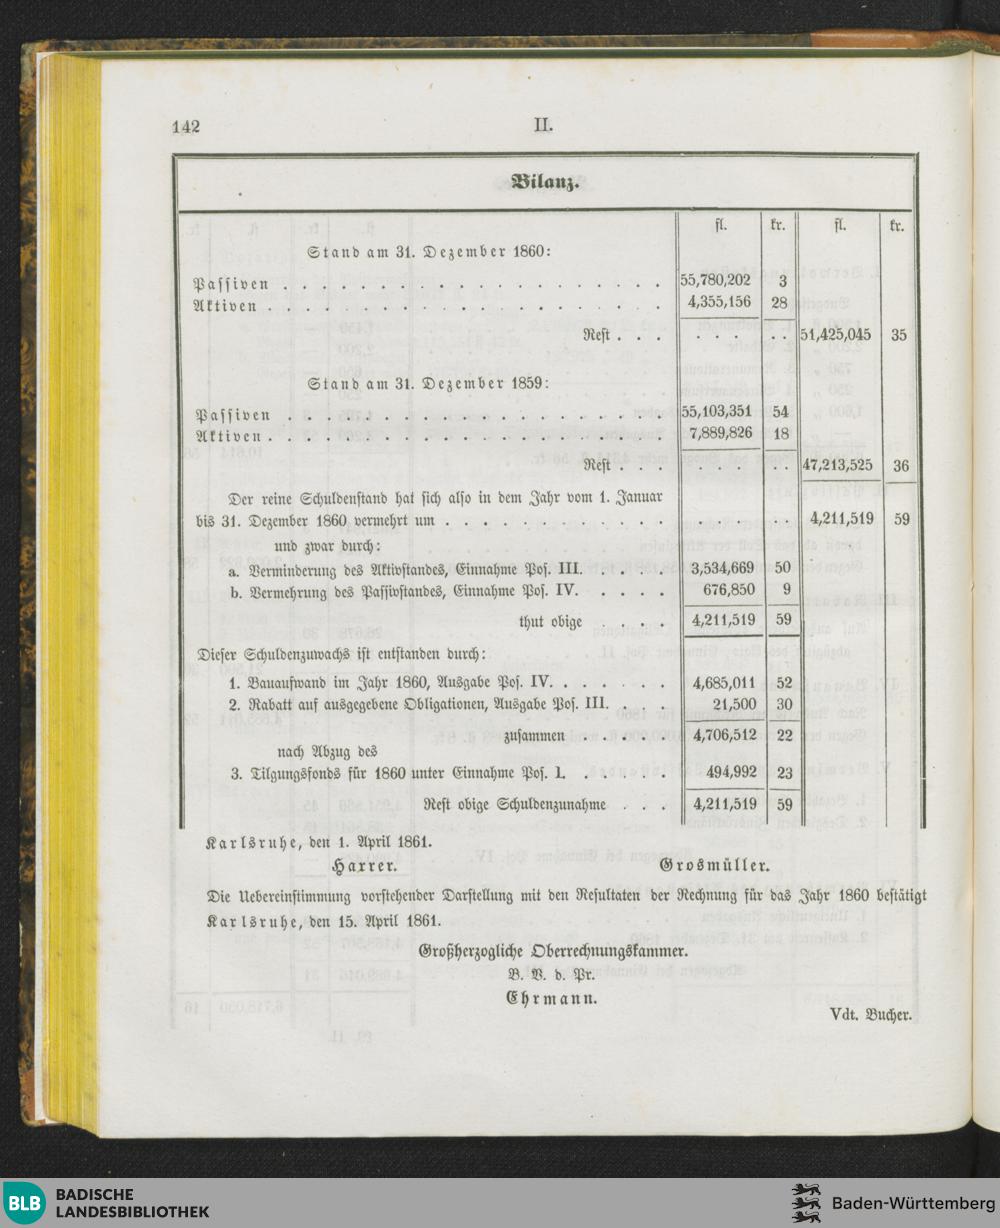 142 II.
Bilanz.
fl. kr. fl. kr.
Stand am 31. Dezember 1860:
Passiven . . . . . . . . . . . . . . . . . . 55,780,202 3
Aktiven . . . . . . . . . . . . . . . . . . . 4,355,156 28
Rest . . . . . . . . . 51,425,045 35
Stand am 31. Dezember 1859:
Passiven . . . . . . . . . . . . . . . . . . 55,103,351 54
Aktiven . . . . . . . . . . . . . . . . . . . 7,889,826 18
Rest . . . . . . . . . 47,213,525 36
Der reine Schuldenstand hat sich also in dem Jahr vom 1. Januar
bis 31. Dezember 1860 vermehrt um . . . . . . . . . . . . . . . . . 4,211,519 59
und zwar durch:
a. Verminderung des Aktivstandes, Einnahme Pos. III. . . . . 3,534,669 50
b. Vermehrung des Passivstandes, Einnahme Pos. IV. . . . . 676,850 9
thut obige . . . . 4,211,519 59
Dieser Schuldenzuwachs ist entstanden durch:
1. Bauaufwand im Jahr 1860, Ausgabe Pos. IV. . . . . . . 4,685,011 52
2. Rabatt auf ausgegebene Obligationen, Ausgabe Pos. III. . . . 21,500 30
zusammen . . . . . 4,706,512 22
nach Abzug des
3. Tilgungsfonds für 1860 unter Einnahme Pos. I. . . . . . 494,992 23
Rest obige Schuldenzunahme . . . 4,211,519 59
Karlsruhe, den 1. April 1861.
Harrer. Grosmüller.
Die Uebereinstimmung vorstehender Darstellung mit den Resultaten der Rechnung für das Jahr 1860 bestätigt
Karlsruhe, den 15. April 1861.
Großherzogliche Oberrechnungskammer.
B. V. d. Pr.
Ehrmann.
Vdt. Bucher.
BLB BADISCHE
LANDESBIBLIOTHEK
Baden-Württemberg